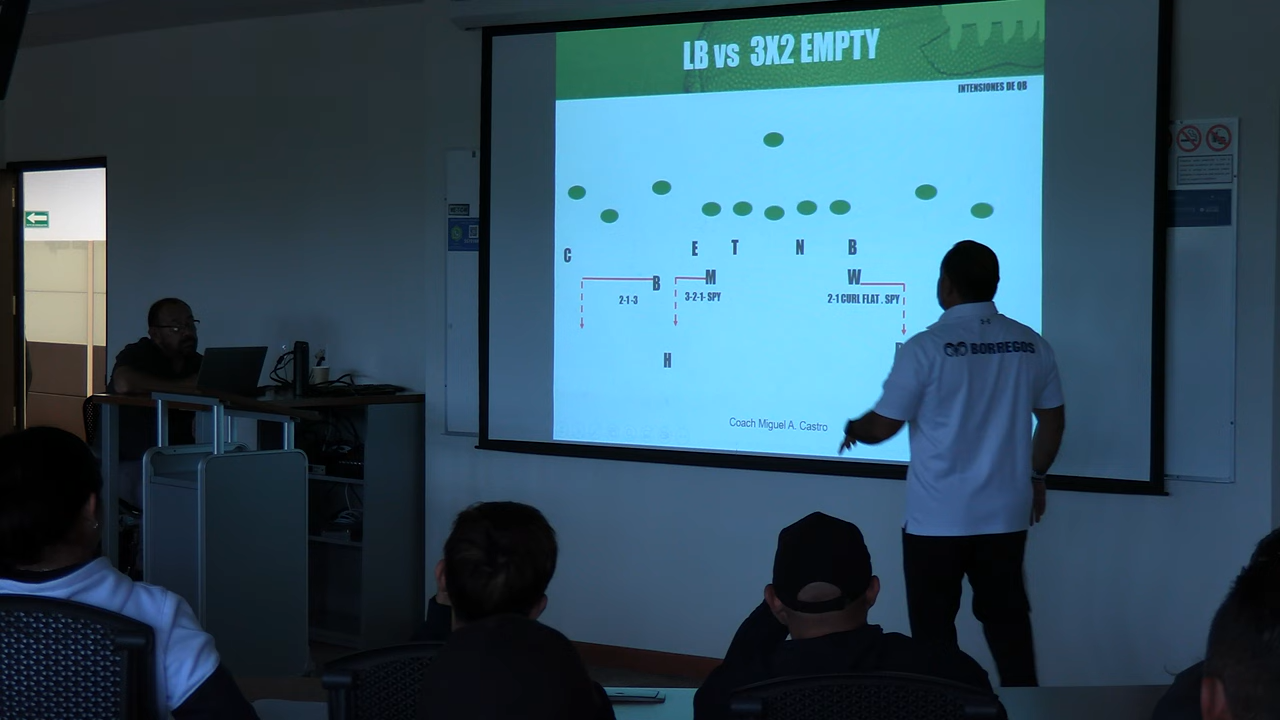 LB vs 3X2 EMPTY
INTENSIONES DE QB
C E T N B
B M W
2-1-3 3-2-1- SPY 2-1 CURL FLAT . SPY
H
Coach Miguel A. Castro
BORREGOS